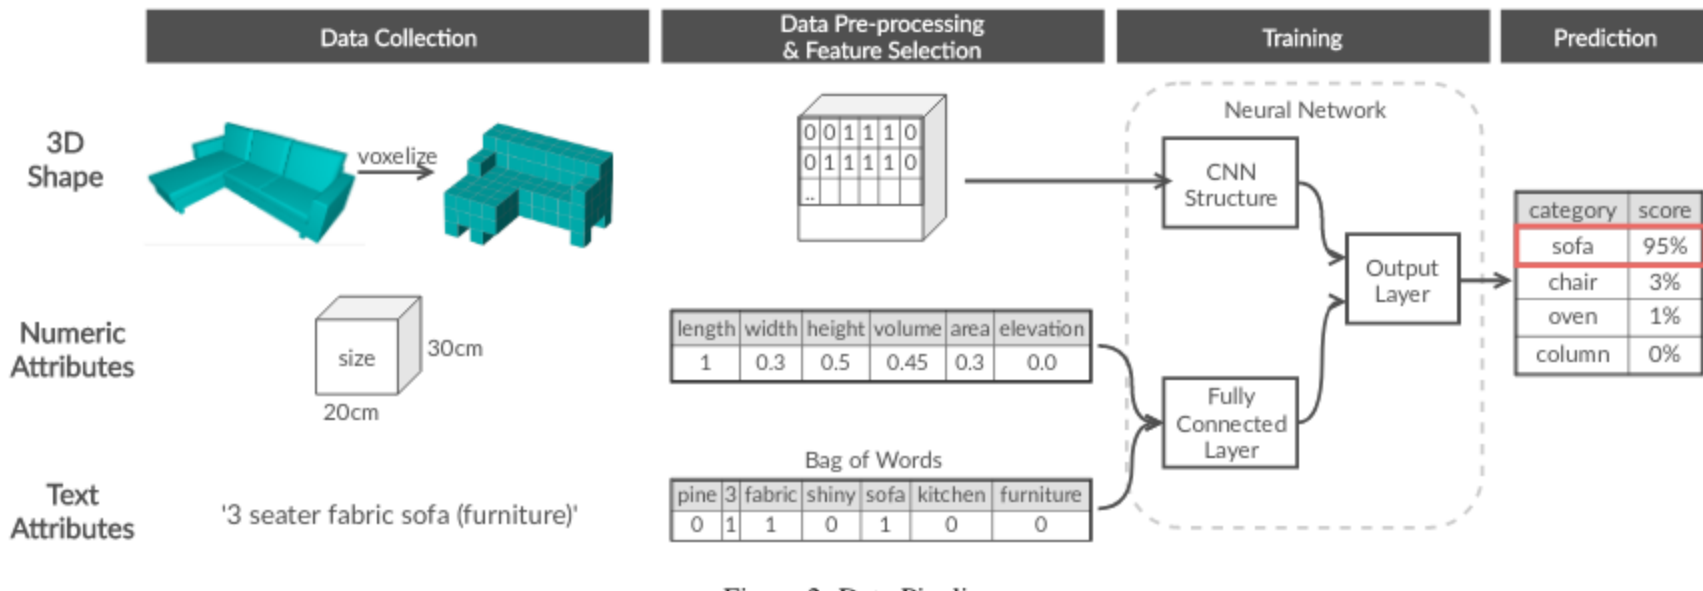 Data Collection
Data Pre-processing
& Feature Selection
Training
Prediction
3D
Shape
voxelize
0 0 1 1 1 0
0 1 1 1 1 0
..
Neural Network
CNN
Structure
Output
Layer
category score
sofa 95%
chair 3%
oven 1%
column 0%
Numeric
Attributes
size
30cm
20cm
length width height volume area elevation
1 0.3 0.5 0.45 0.3 0.0
Fully
Connected
Layer
Text
Attributes
'3 seater fabric sofa (furniture)'
Bag of Words
pine 3 fabric shiny sofa kitchen furniture
0 1 1 0 1 0 0